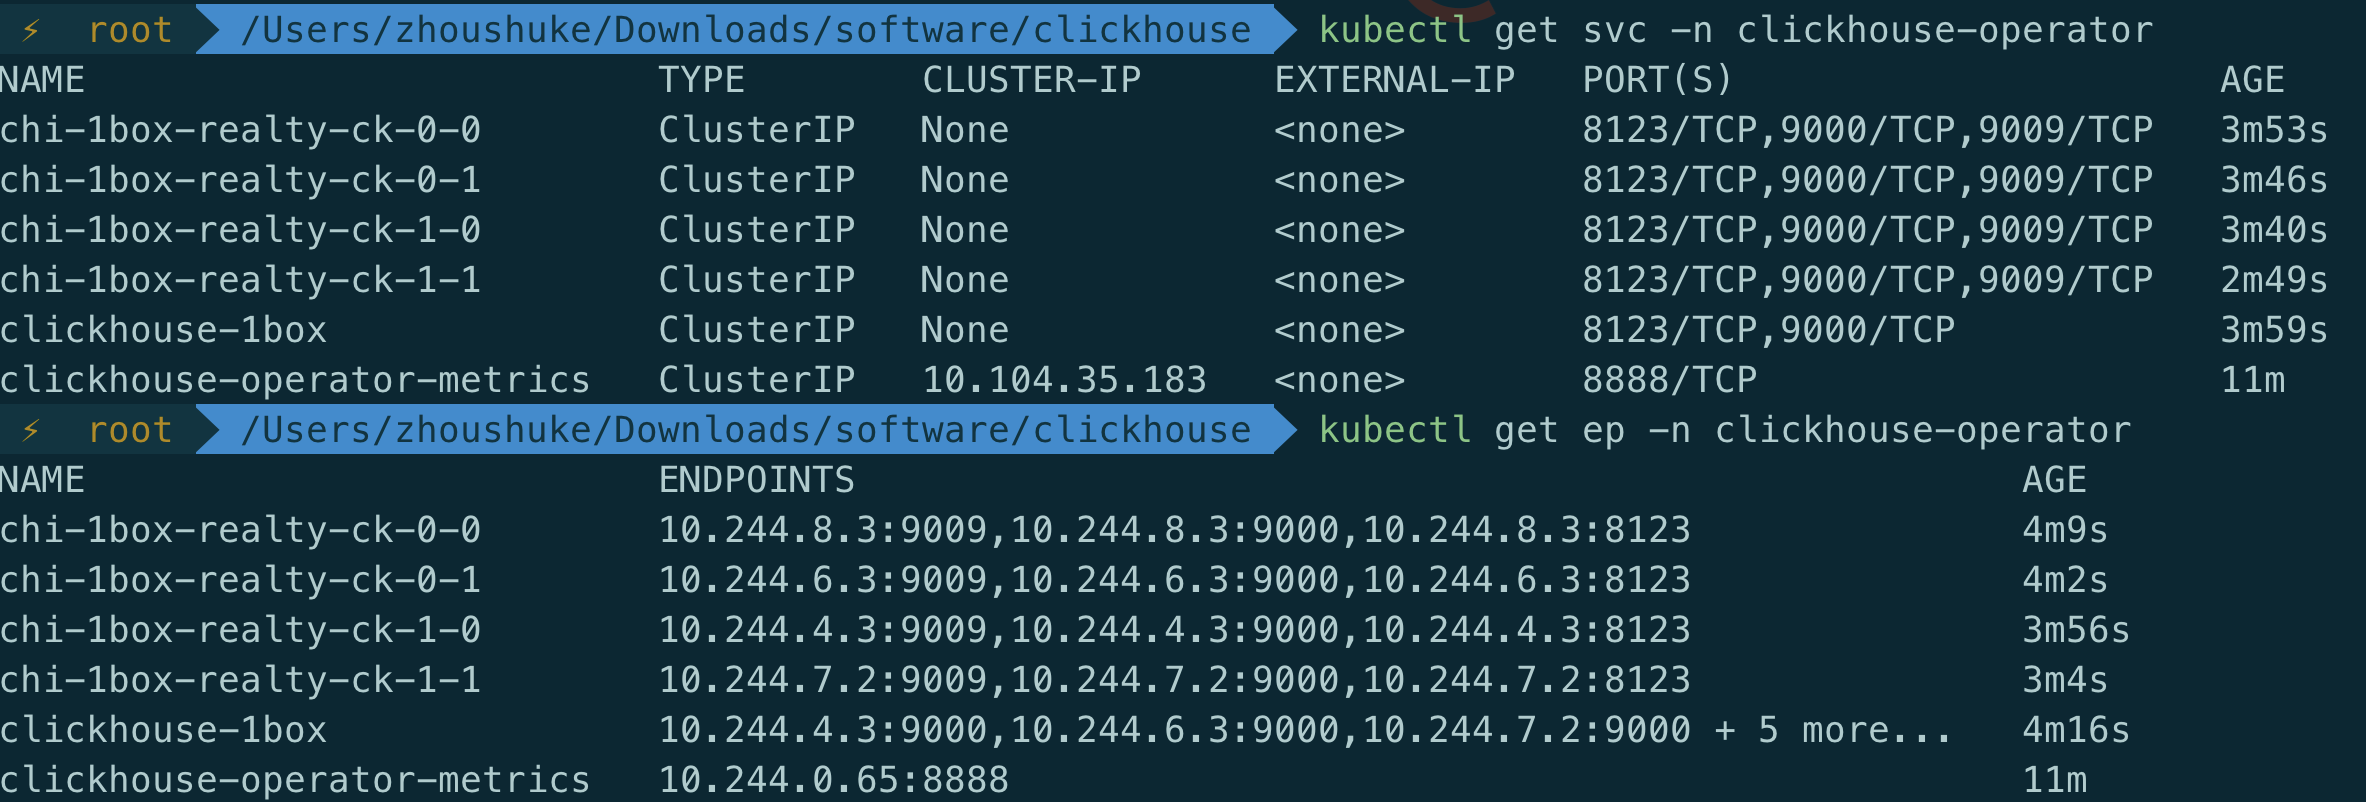 ⚡ root /Users/zhoushuke/Downloads/software/clickhouse kubectl get svc -n clickhouse-operator
NAME TYPE CLUSTER-IP EXTERNAL-IP PORT(S) AGE
chi-1box-realty-ck-0-0 ClusterIP None <none> 8123/TCP,9000/TCP,9009/TCP 3m53s
chi-1box-realty-ck-0-1 ClusterIP None <none> 8123/TCP,9000/TCP,9009/TCP 3m46s
chi-1box-realty-ck-1-0 ClusterIP None <none> 8123/TCP,9000/TCP,9009/TCP 3m40s
chi-1box-realty-ck-1-1 ClusterIP None <none> 8123/TCP,9000/TCP,9009/TCP 2m49s
clickhouse-1box ClusterIP None <none> 8123/TCP,9000/TCP 3m59s
clickhouse-operator-metrics ClusterIP 10.104.35.183 <none> 8888/TCP 11m
⚡ root /Users/zhoushuke/Downloads/software/clickhouse kubectl get ep -n clickhouse-operator
NAME ENDPOINTS AGE
chi-1box-realty-ck-0-0 10.244.8.3:9009,10.244.8.3:9000,10.244.8.3:8123 4m9s
chi-1box-realty-ck-0-1 10.244.6.3:9009,10.244.6.3:9000,10.244.6.3:8123 4m2s
chi-1box-realty-ck-1-0 10.244.4.3:9009,10.244.4.3:9000,10.244.4.3:8123 3m56s
chi-1box-realty-ck-1-1 10.244.7.2:9009,10.244.7.2:9000,10.244.7.2:8123 3m4s
clickhouse-1box 10.244.4.3:9000,10.244.6.3:9000,10.244.7.2:9000 + 5 more... 4m16s
clickhouse-operator-metrics 10.244.0.65:8888 11m